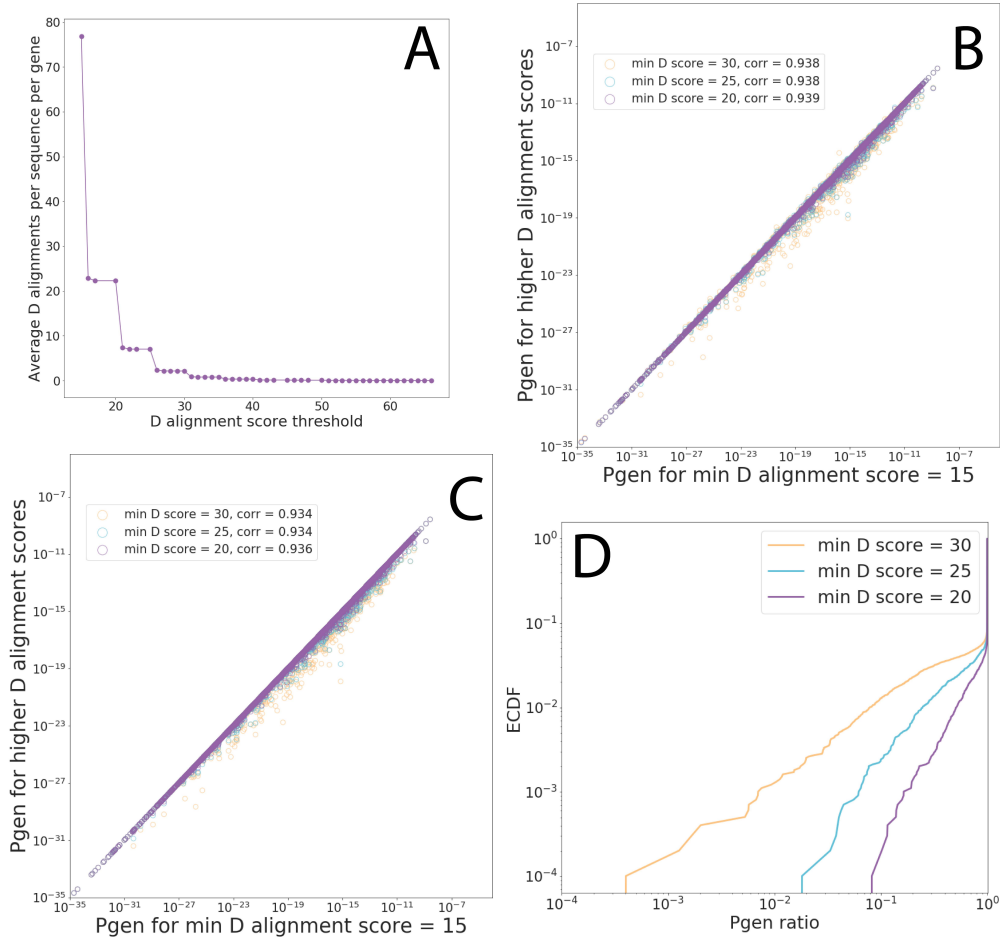 A
Average D alignments per sequence per gene
80
70
60
50
40
30
20
10
0
20 30 40 50 60
D alignment score threshold
B
Pgen for higher D alignment scores
min D score = 30, corr = 0.938
min D score = 25, corr = 0.938
min D score = 20, corr = 0.939
10⁻⁷
10⁻¹¹
10⁻¹⁵
10⁻¹⁹
10⁻²³
10⁻²⁷
10⁻³¹
10⁻³⁵
10⁻³⁵ 10⁻³¹ 10⁻²⁷ 10⁻²³ 10⁻¹⁹ 10⁻¹⁵ 10⁻¹¹ 10⁻⁷
Pgen for min D alignment score = 15
C
Pgen for higher D alignment scores
min D score = 30, corr = 0.934
min D score = 25, corr = 0.934
min D score = 20, corr = 0.936
10⁻⁷
10⁻¹¹
10⁻¹⁵
10⁻¹⁹
10⁻²³
10⁻²⁷
10⁻³¹
10⁻³⁵
10⁻³⁵ 10⁻³¹ 10⁻²⁷ 10⁻²³ 10⁻¹⁹ 10⁻¹⁵ 10⁻¹¹ 10⁻⁷
Pgen for min D alignment score = 15
D
ECDF
min D score = 30
min D score = 25
min D score = 20
10⁰
10⁻¹
10⁻²
10⁻³
10⁻⁴
10⁻⁴ 10⁻³ 10⁻² 10⁻¹ 10⁰
Pgen ratio